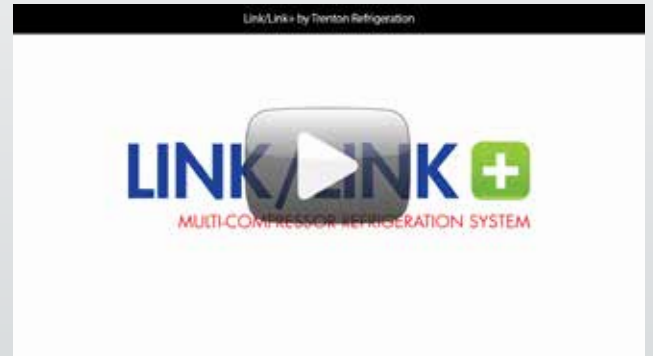 Link/Link+ by Trenton Refrigeration
LINK/LINK +
MULTI-COMPRESSOR REFRIGERATION SYSTEM